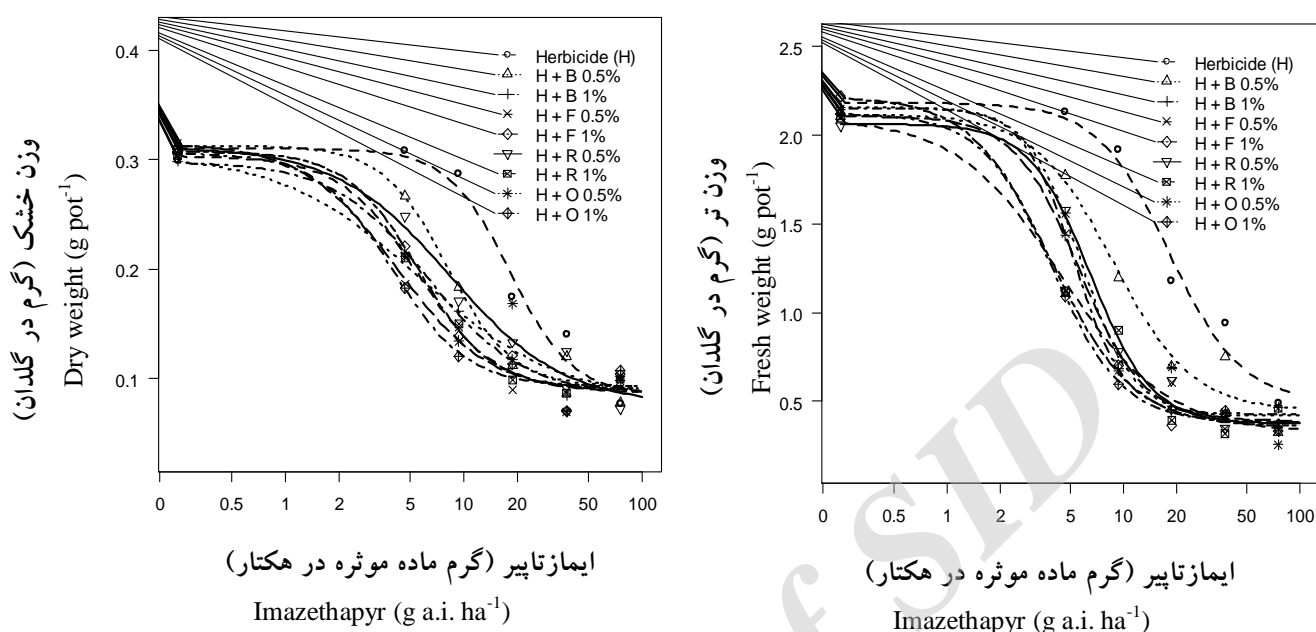 وزن خشک (گرم در گلدان)
Dry weight (g pot-1)
0.4
0.3
0.2
0.1
Herbicide (H)
H + B 0.5%
H + B 1%
H + F 0.5%
H + F 1%
H + R 0.5%
H + R 1%
H + O 0.5%
H + O 1%
0 0.5 1 2 5 10 20 50 100
ایمازتاپیر (گرم ماده موثره در هکتار)
Imazethapyr (g a.i. ha-1)
وزن تر (گرم در گلدان)
Fresh weight (g pot-1)
2.5
2.0
1.5
1.0
0.5
Herbicide (H)
H + B 0.5%
H + B 1%
H + F 0.5%
H + F 1%
H + R 0.5%
H + R 1%
H + O 0.5%
H + O 1%
0 0.5 1 2 5 10 20 50 100
ایمازتاپیر (گرم ماده موثره در هکتار)
Imazethapyr (g a.i. ha-1)
f SID